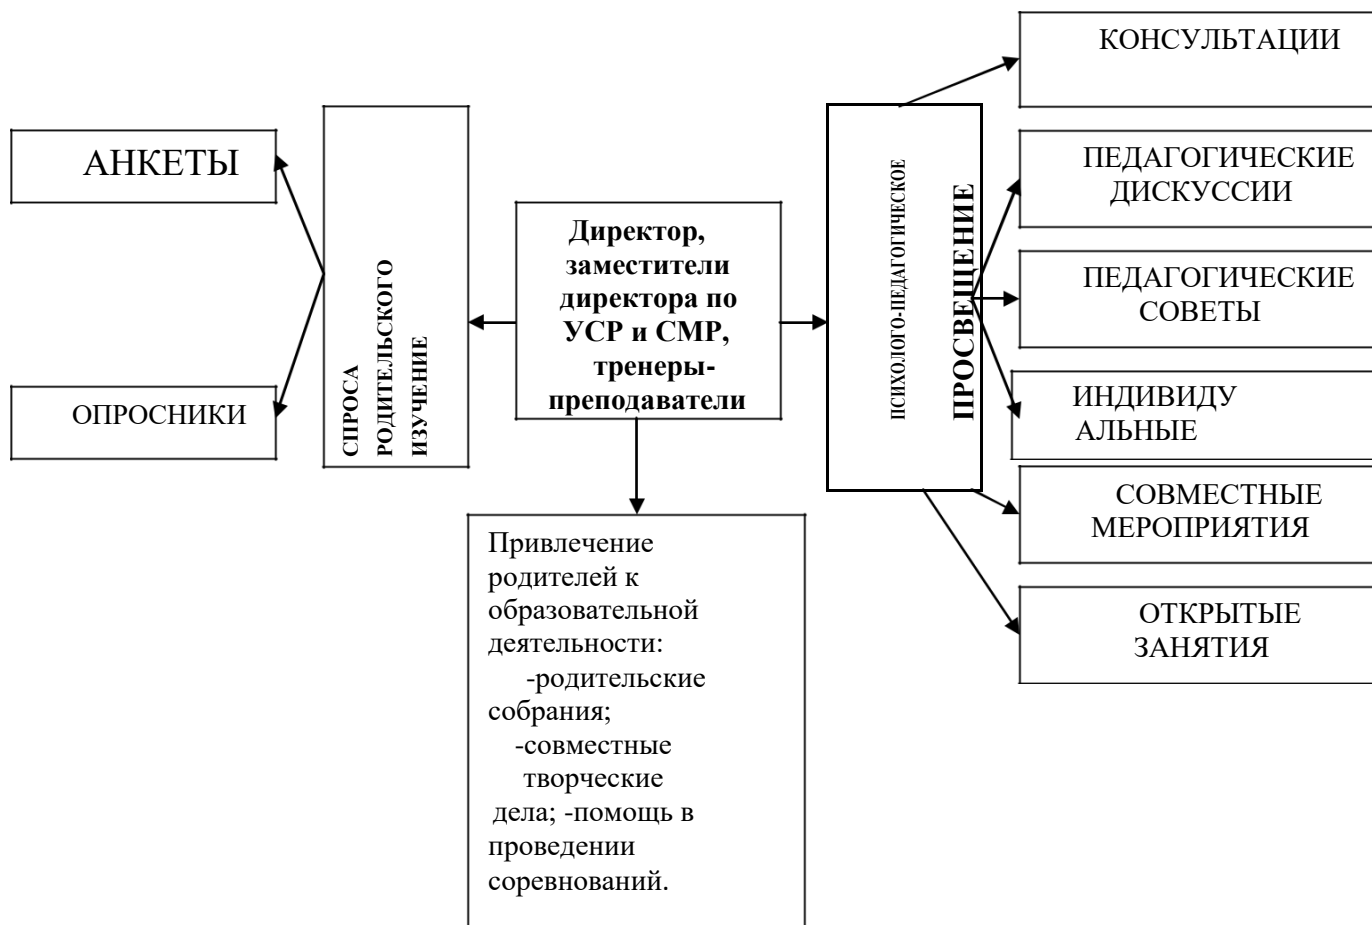 КОНСУЛЬТАЦИИ
АНКЕТЫ
ОПРОСНИКИ
СПРОСА
РОДИТЕЛЬСКОГО
ИЗУЧЕНИЕ
Директор,
заместители
директора по
УСР и СМР,
тренеры-
преподаватели
ПСИХОЛОГО-ПЕДАГОГИЧЕСКОЕ
ПРОСВЕЩЕНИЕ
ПЕДАГОГИЧЕСКИЕ
ДИСКУССИИ
ПЕДАГОГИЧЕСКИЕ
СОВЕТЫ
ИНДИВИДУ
АЛЬНЫЕ
СОВМЕСТНЫЕ
МЕРОПРИЯТИЯ
ОТКРЫТЫЕ
ЗАНЯТИЯ
Привлечение
родителей к
образовательной
деятельности:
-родительские
собрания;
-совместные
творческие
дела; -помощь в
проведении
соревнований.